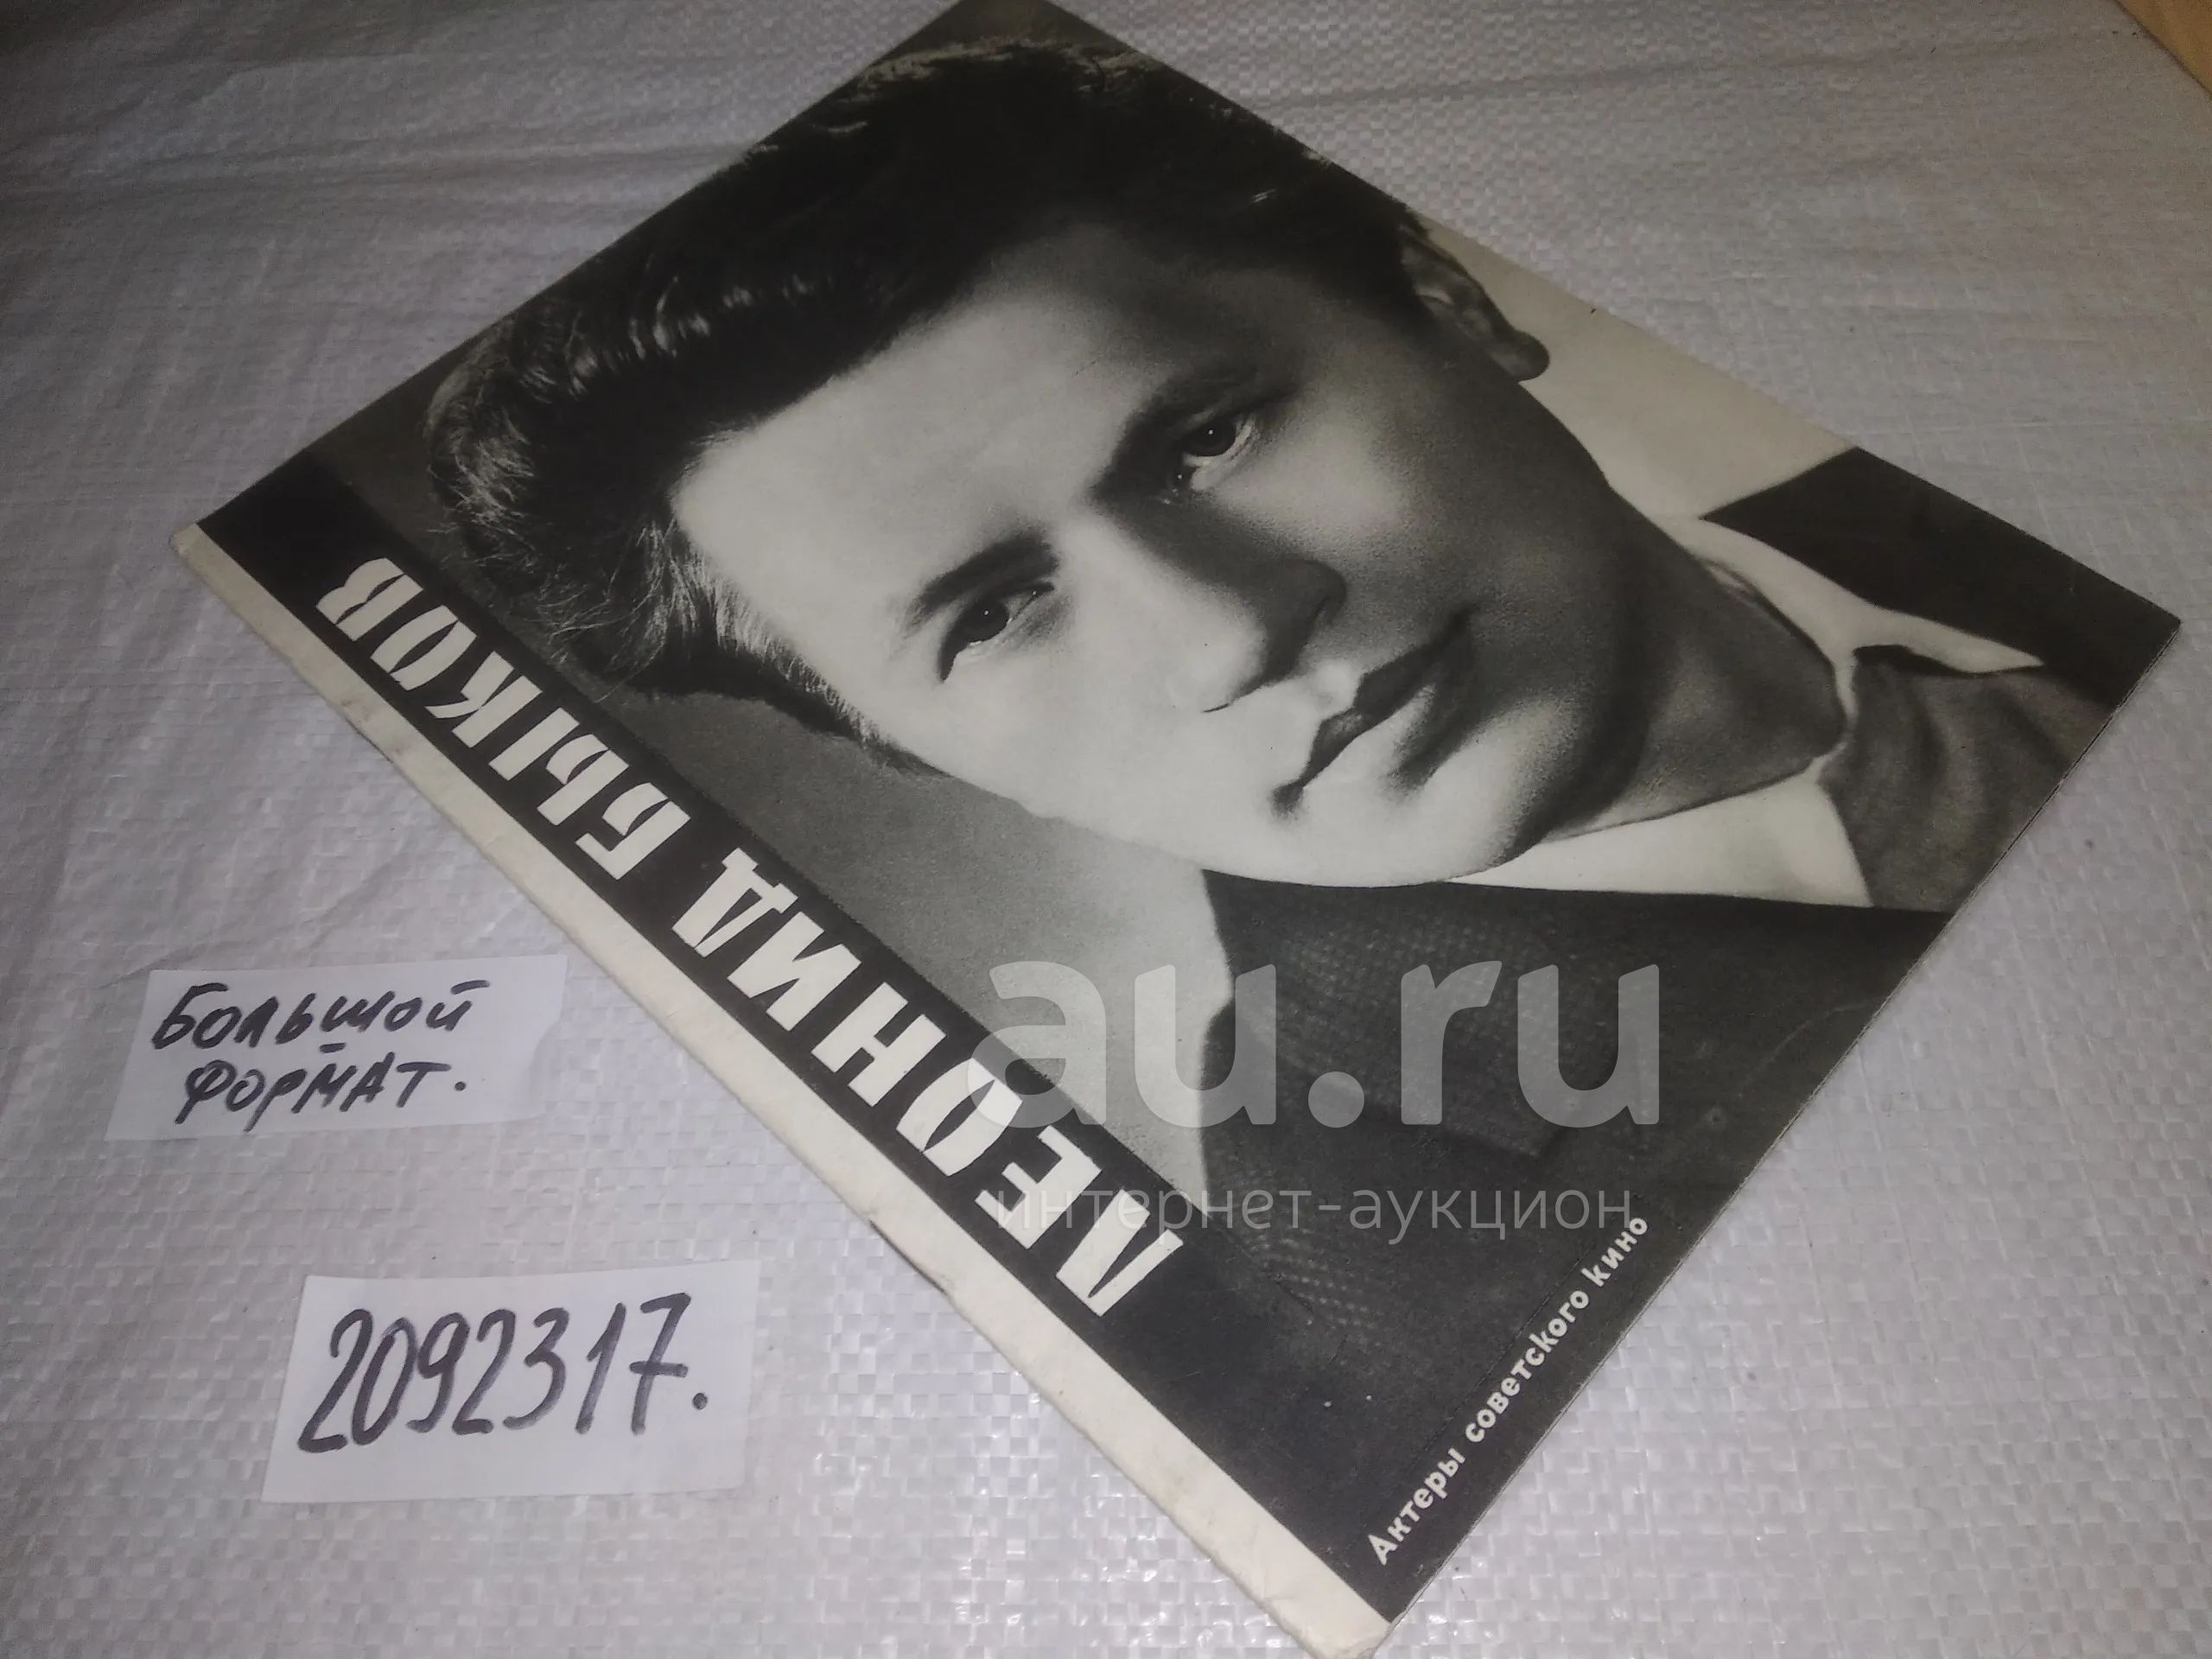 ЛЕОНИД БЫКОВ
Актеры советского кино
БОЛЬШОЙ
ФОРМАТ.
2092317.
au.ru
интернет-аукцион